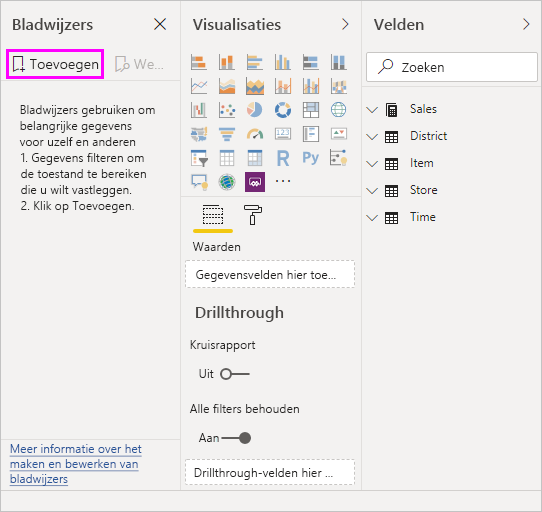 Bladwijzers
Toevoegen
We...
Bladwijzers gebruiken om
belangrijke gegevens
voor uzelf en anderen
1. Gegevens filteren om
de toestand te bereiken
die u wilt vastleggen.
2. Klik op Toevoegen.
Meer informatie over het
maken en bewerken van
bladwijzers
Visualisaties
123
R
Py
...
Waarden
Gegevensvelden hier toe...
Drillthrough
Kruisrapport
Uit
Alle filters behouden
Aan
Drillthrough-velden hier ...
Velden
Zoeken
Sales
District
Item
Store
Time